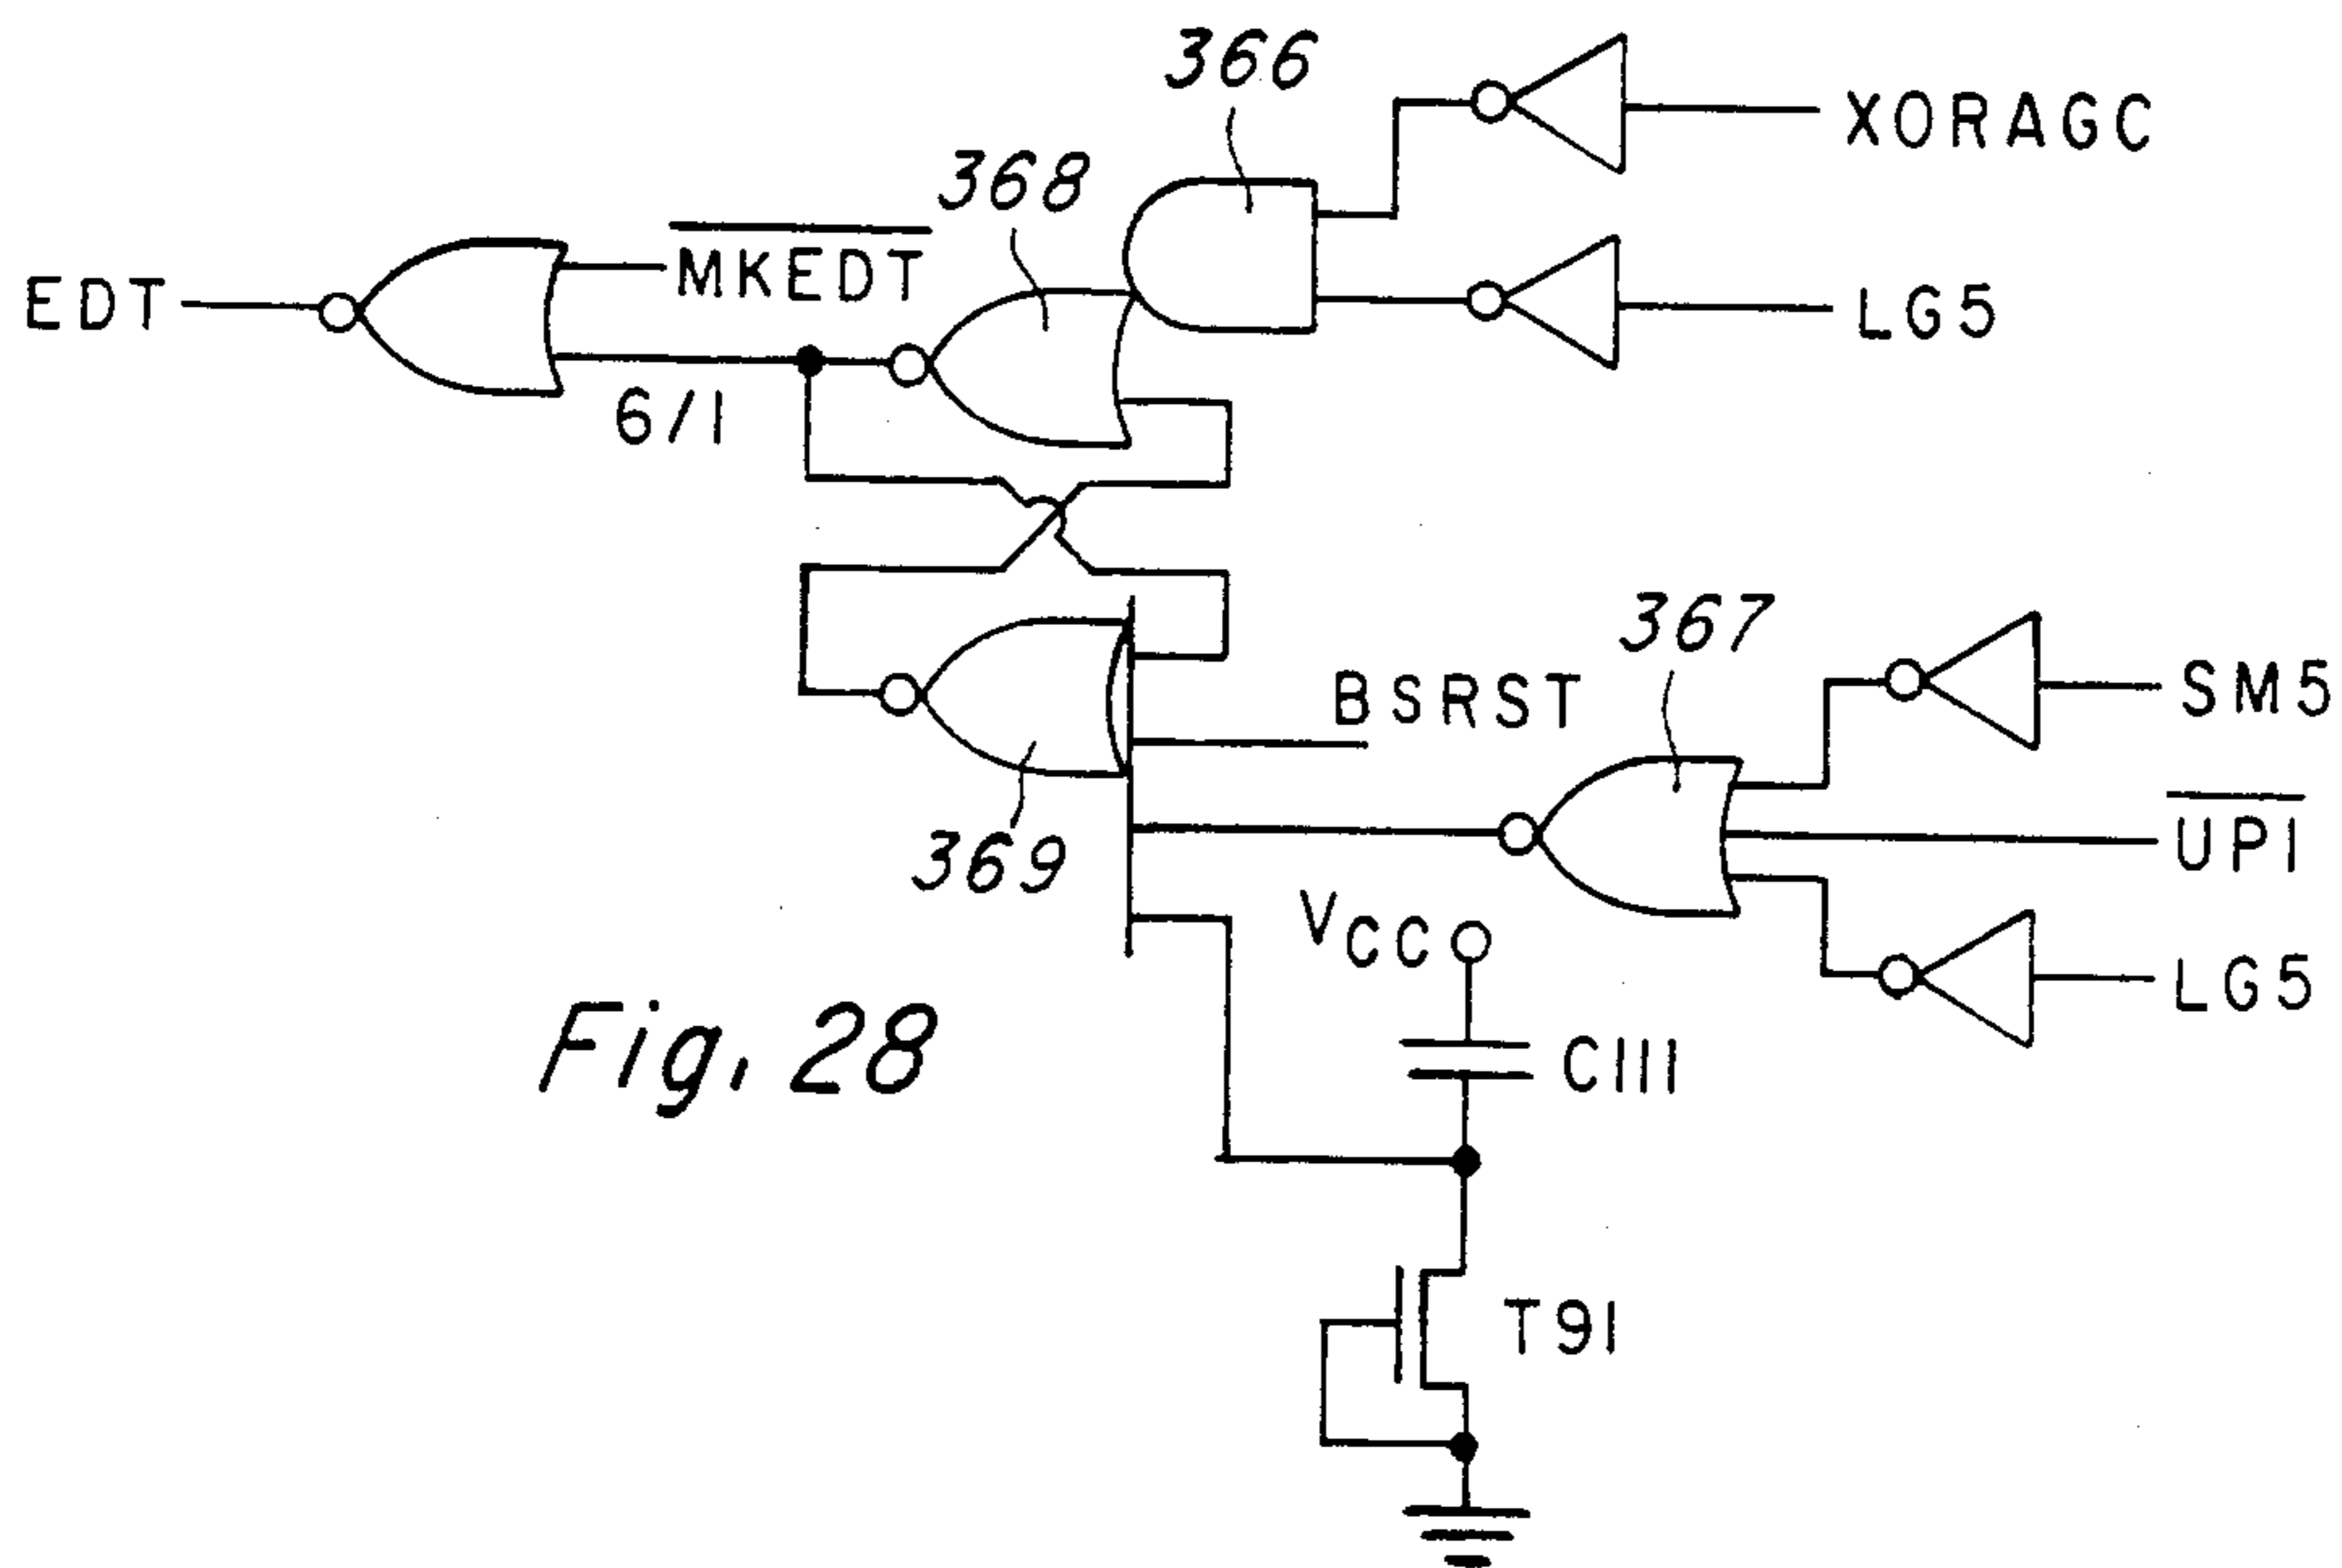 366
XORAGC
368
MKEDT
EDT
LG5
6/1
367
SM5
BSRST
UP1
369
VCC
LG5
Fig. 28
C111
T91